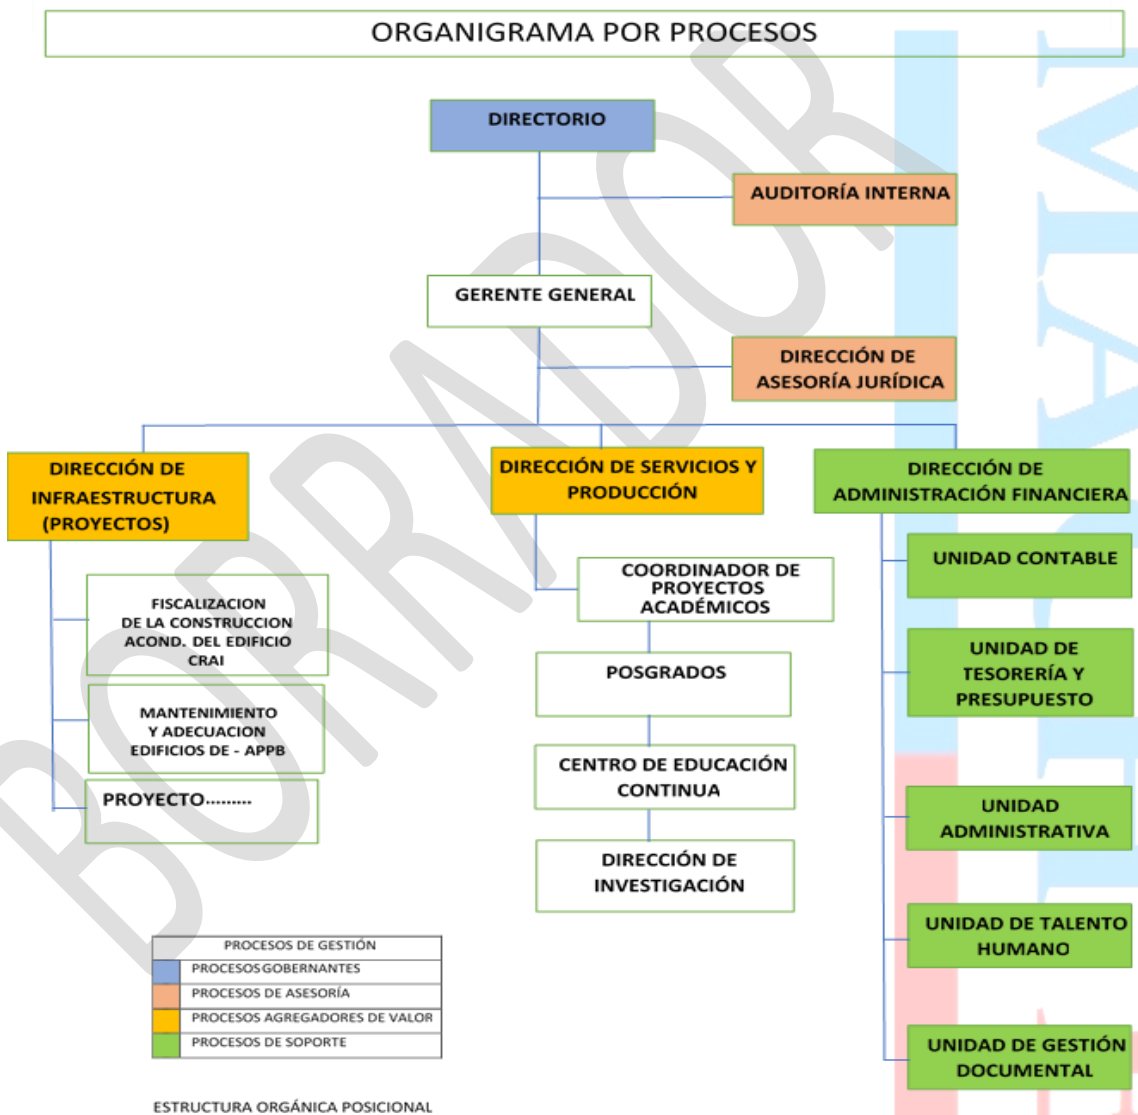 ORGANIGRAMA POR PROCESOS
DIRECTORIO
AUDITORÍA INTERNA
GERENTE GENERAL
DIRECCIÓN DE
ASESORÍA JURÍDICA
DIRECCIÓN DE
INFRAESTRUCTURA
(PROYECTOS)
DIRECCIÓN DE SERVICIOS Y
PRODUCCIÓN
DIRECCIÓN DE
ADMINISTRACIÓN FINANCIERA
FISCALIZACION
DE LA CONSTRUCCION
ACOND. DEL EDIFICIO
CRAI
MANTENIMIENTO
Y ADECUACION
EDIFICIOS DE - APPB
PROYECTO.........
COORDINADOR DE
PROYECTOS
ACADÉMICOS
POSGRADOS
CENTRO DE EDUCACIÓN
CONTINUA
DIRECCIÓN DE
INVESTIGACIÓN
UNIDAD CONTABLE
UNIDAD DE
TESORERÍA Y
PRESUPUESTO
UNIDAD
ADMINISTRATIVA
UNIDAD DE TALENTO
HUMANO
UNIDAD DE GESTIÓN
DOCUMENTAL
PROCESOS DE GESTIÓN
PROCESOS GOBERNANTES
PROCESOS DE ASESORÍA
PROCESOS AGREGADORES DE VALOR
PROCESOS DE SOPORTE
ESTRUCTURA ORGÁNICA POSICIONAL
BORRADOR